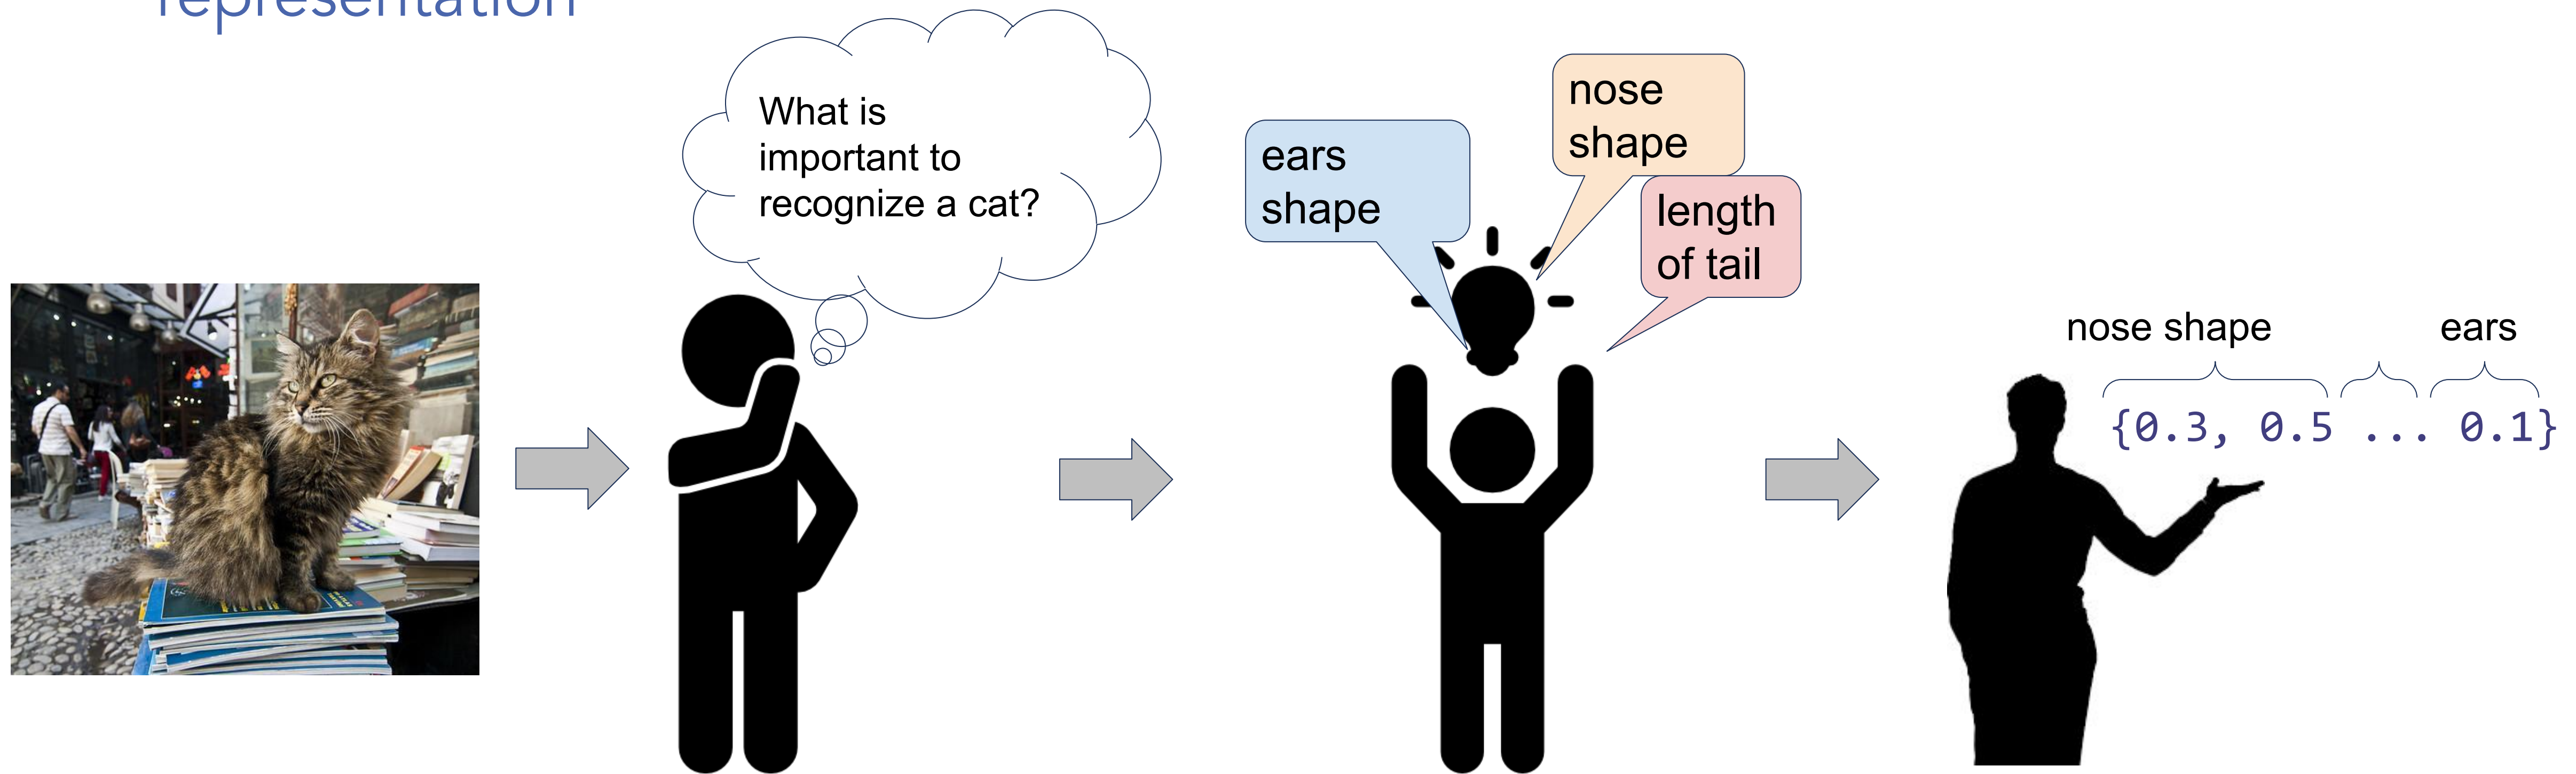 representation
What is
important to
recognize a cat?
ears
shape
nose
shape
length
of tail
nose shape
ears
{0.3, 0.5 ... 0.1}